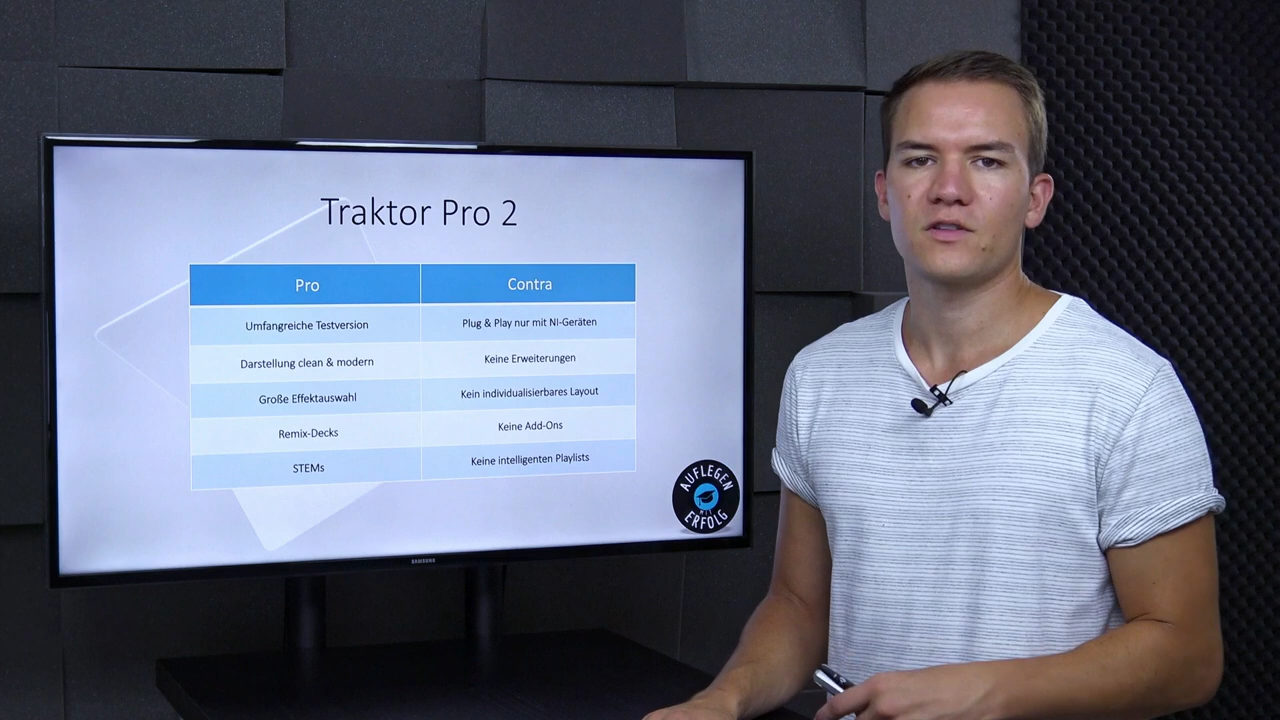 Traktor Pro 2
Pro Contra
Umfangreiche Testversion Plug & Play nur mit NI-Geräten
Darstellung clean & modern Keine Erweiterungen
Große Effektauswahl Kein individualisierbares Layout
Remix-Decks Keine Add-Ons
STEMs Keine intelligenten Playlists
AUFLEGEN
MIT
ERFOLG
SAMSUNG